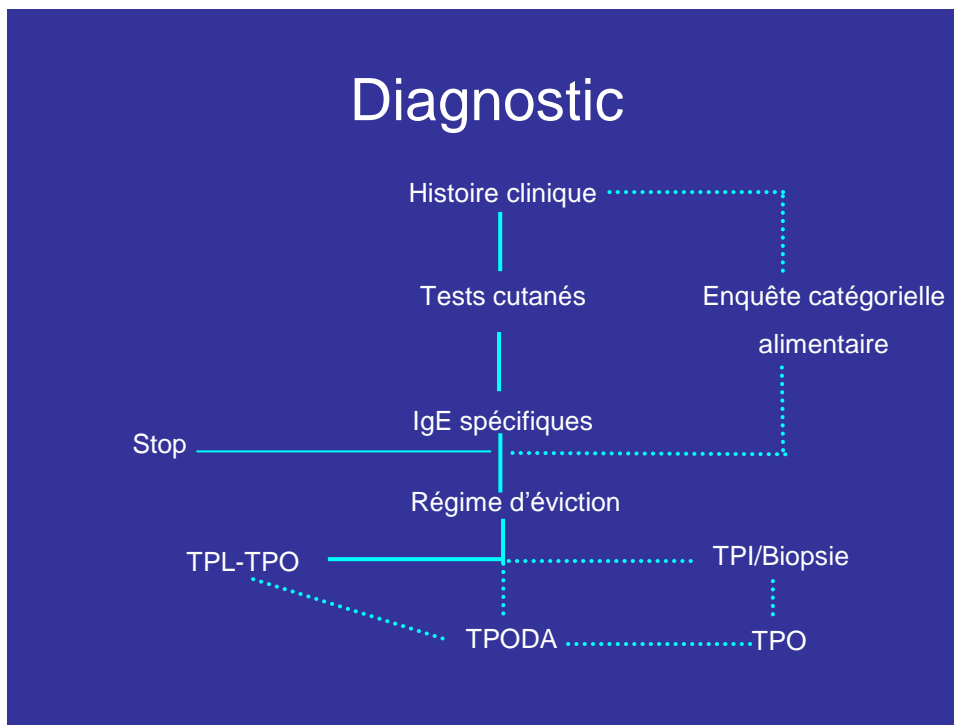 Diagnostic
Histoire clinique
Tests cutanés
Enquête catégorielle
alimentaire
IgE spécifiques
Stop
Régime d’éviction
TPL-TPO
TPI/Biopsie
TPODA
TPO